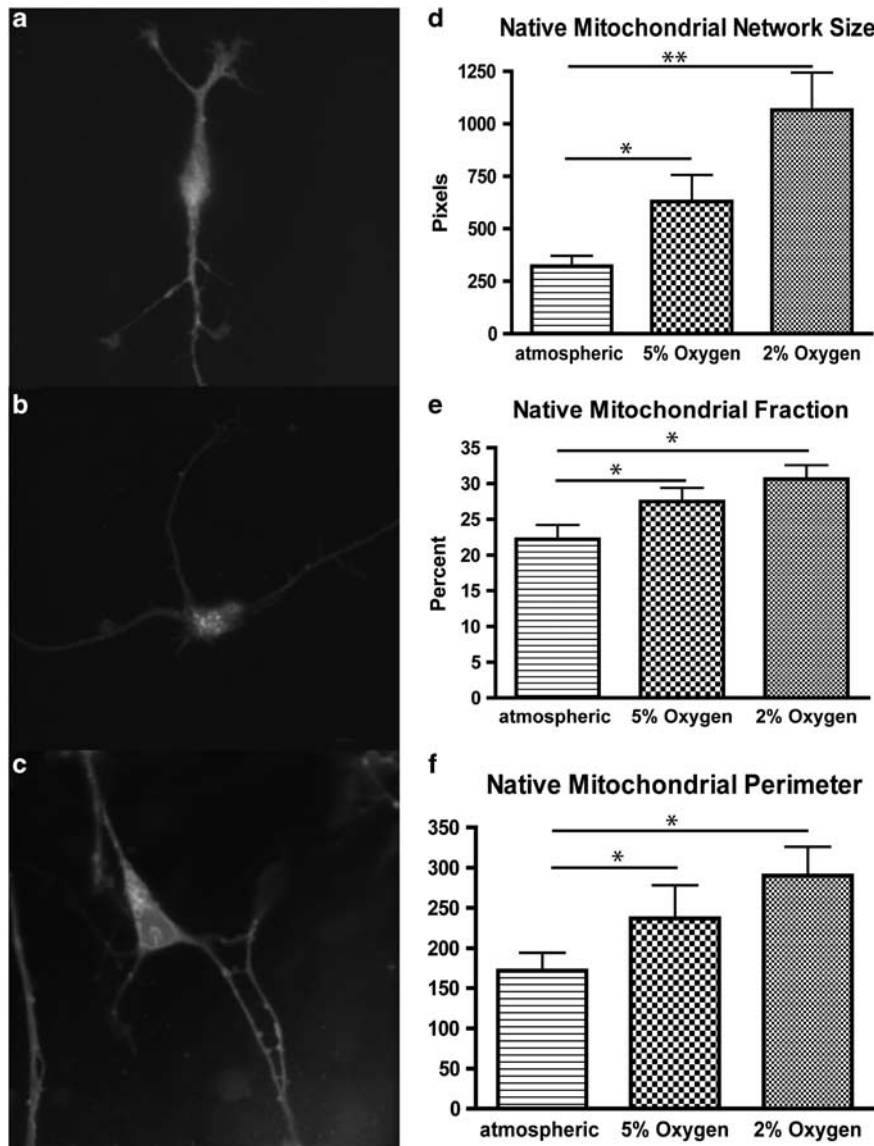 a
b
c
d
Native Mitochondrial Network Size
**
*
1250
1000
750
500
250
0
Pixels
atmospheric 5% Oxygen 2% Oxygen
e
Native Mitochondrial Fraction
*
*
35
30
25
20
15
10
5
0
Percent
atmospheric 5% Oxygen 2% Oxygen
f
Native Mitochondrial Perimeter
*
*
350
300
250
200
150
100
50
0
atmospheric 5% Oxygen 2% Oxygen